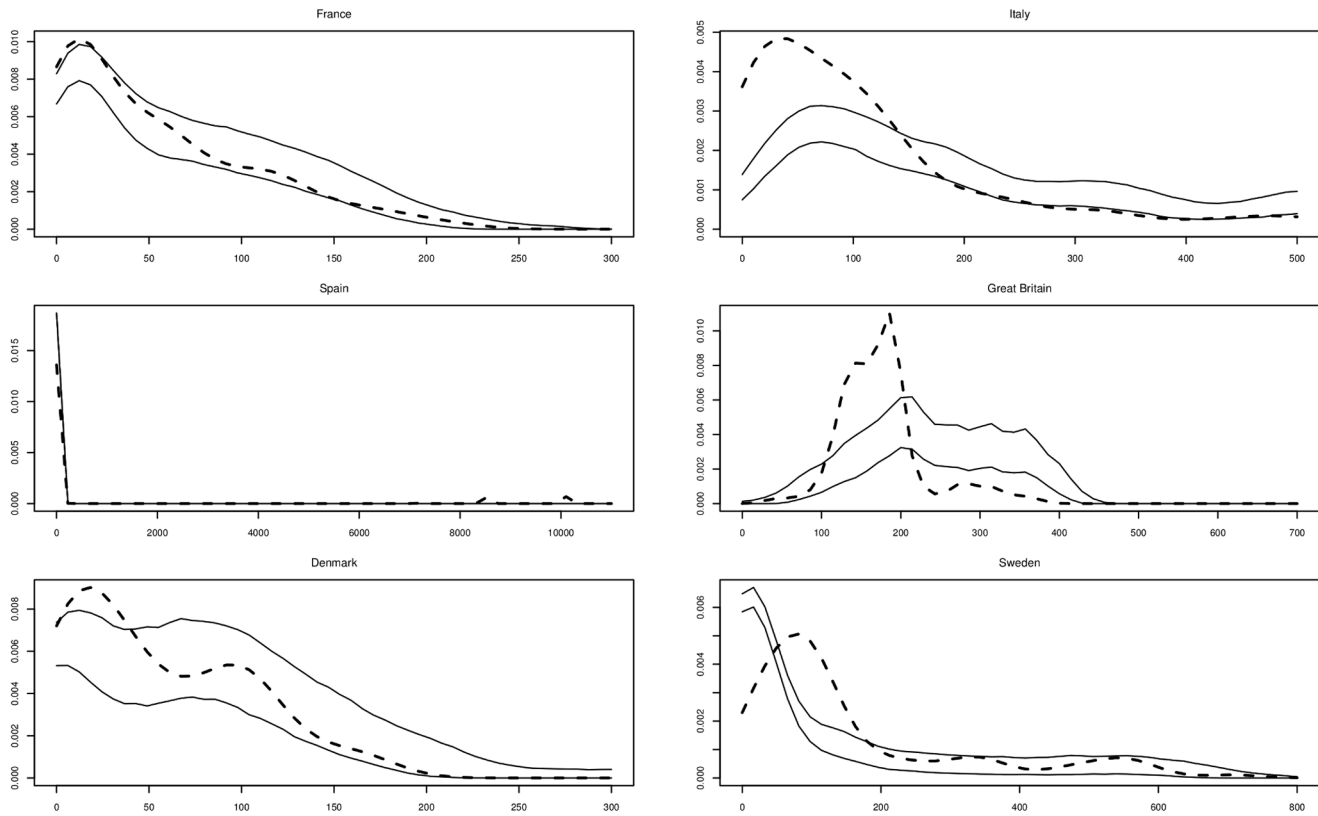 France
0.000 0.002 0.004 0.006 0.008 0.010
0 50 100 150 200 250 300
Italy
0.000 0.001 0.002 0.003 0.004 0.005
0 100 200 300 400 500
Spain
0.000 0.005 0.010 0.015
0 2000 4000 6000 8000 10000
Great Britain
0.000 0.002 0.004 0.006 0.008 0.010
0 100 200 300 400 500 600 700
Denmark
0.000 0.002 0.004 0.006 0.008
0 50 100 150 200 250 300
Sweden
0.000 0.002 0.004 0.006
0 200 400 600 800